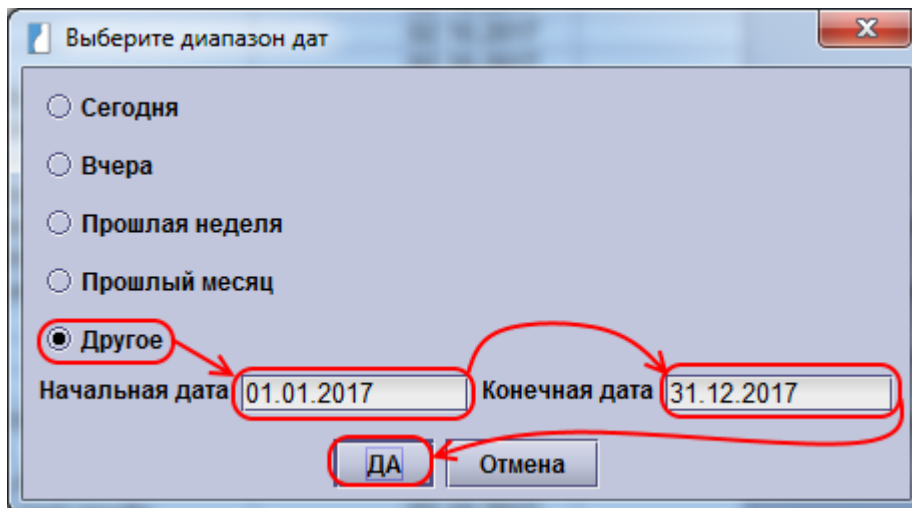 Выберите диапазон дат
Сегодня
Вчера
Прошлая неделя
Прошлый месяц
Другое
Начальная дата 01.01.2017 Конечная дата 31.12.2017
ДА Отмена